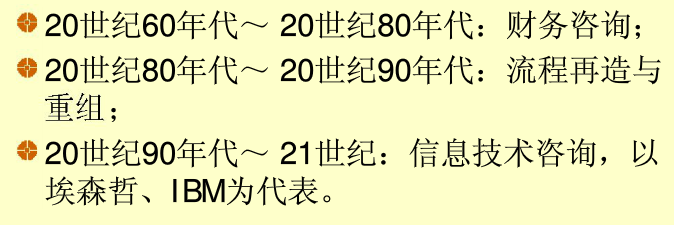 20世纪60年代~ 20世纪80年代：财务咨询；
20世纪80年代~ 20世纪90年代：流程再造与
重组；
20世纪90年代~ 21世纪：信息技术咨询，以
埃森哲、IBM为代表。